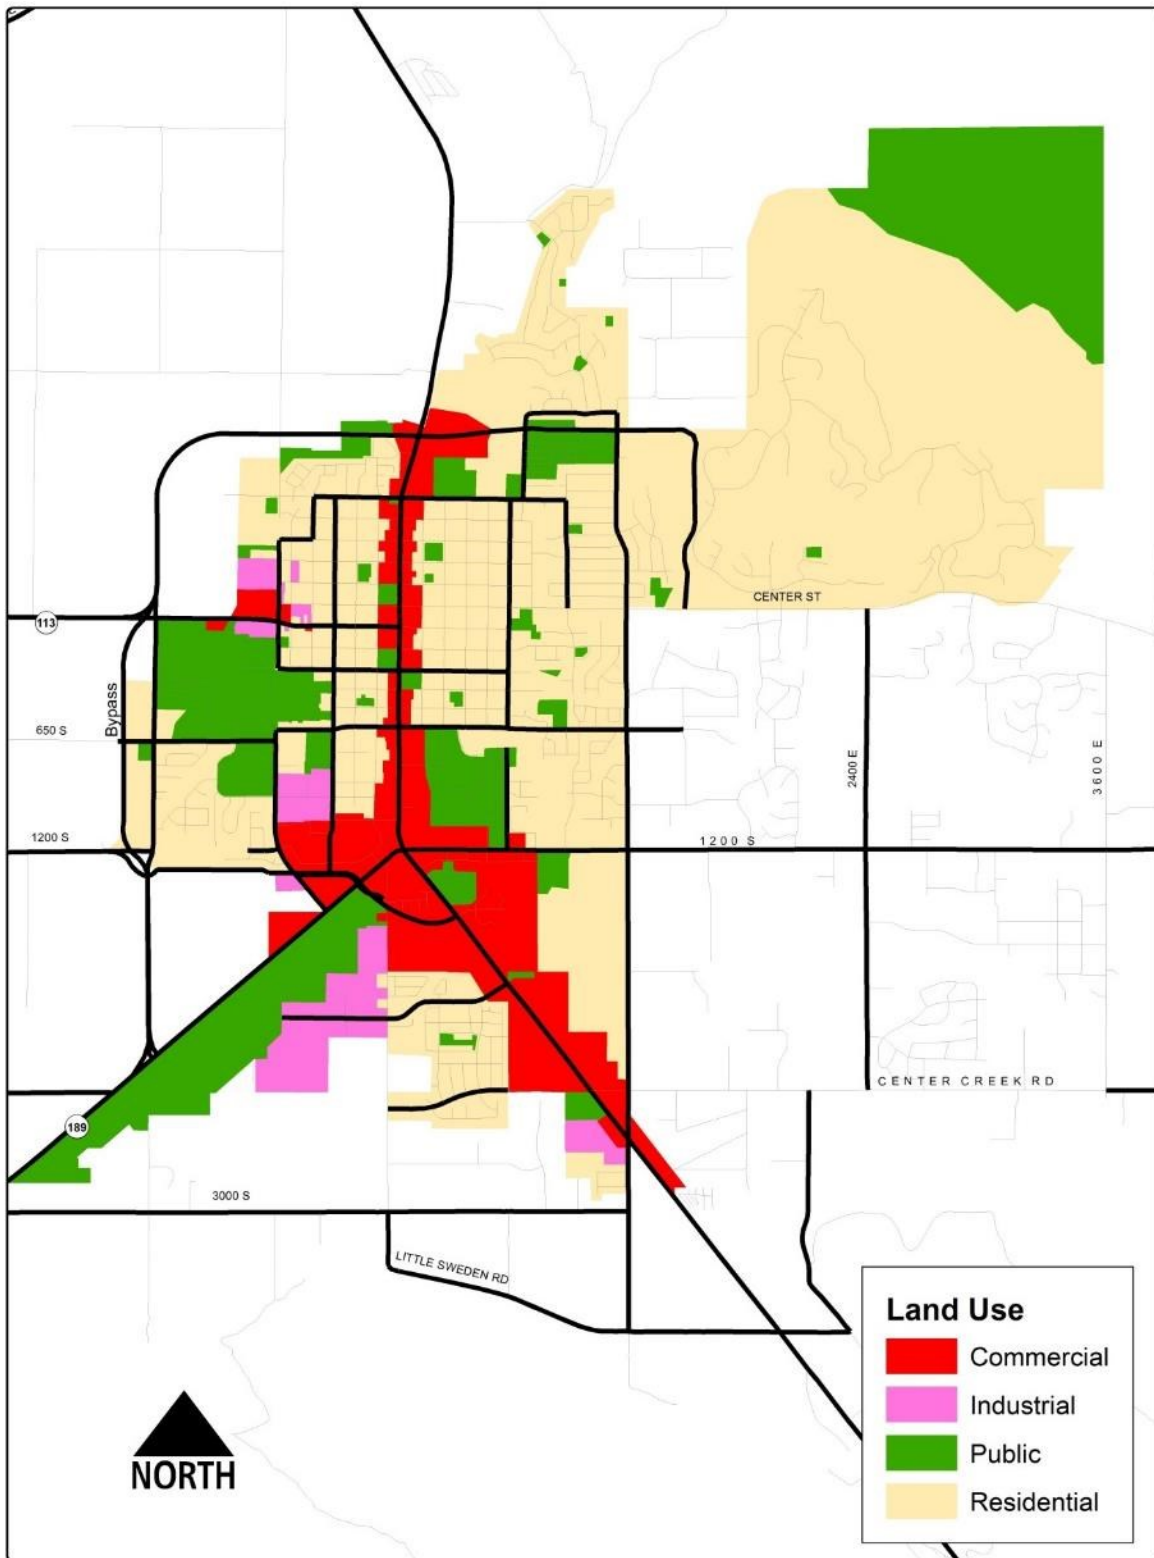 CENTER ST
113
Bypass
650 S
2400 E
3600 E
1200 S
1200 S
CENTER CREEK RD
189
3000 S
LITTLE SWEDEN RD
Land Use
Commercial
Industrial
Public
Residential
NORTH